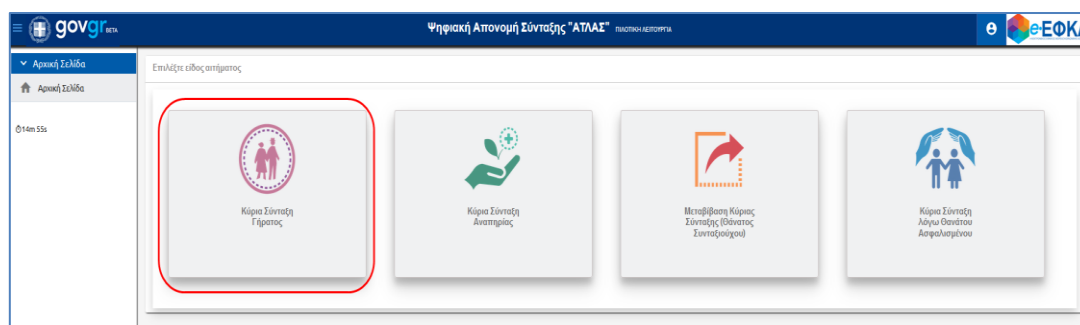 govgr BETA
Ψηφιακή Απονομή Σύνταξης "ΑΤΛΑΣ" ΠΙΛΟΤΙΚΗ ΛΕΙΤΟΥΡΓΙΑ
e-ΕΦΚΑ
Αρχική Σελίδα
Επιλέξτε είδος αιτήματος
Αρχική Σελίδα
14m 55s
Κύρια Σύνταξη
Γήρατος
Κύρια Σύνταξη
Αναπηρίας
Μεταβίβαση Κύριας
Σύνταξης (Θάνατος
Συνταξιούχου)
Κύρια Σύνταξη
λόγω Θανάτου
Ασφαλισμένου